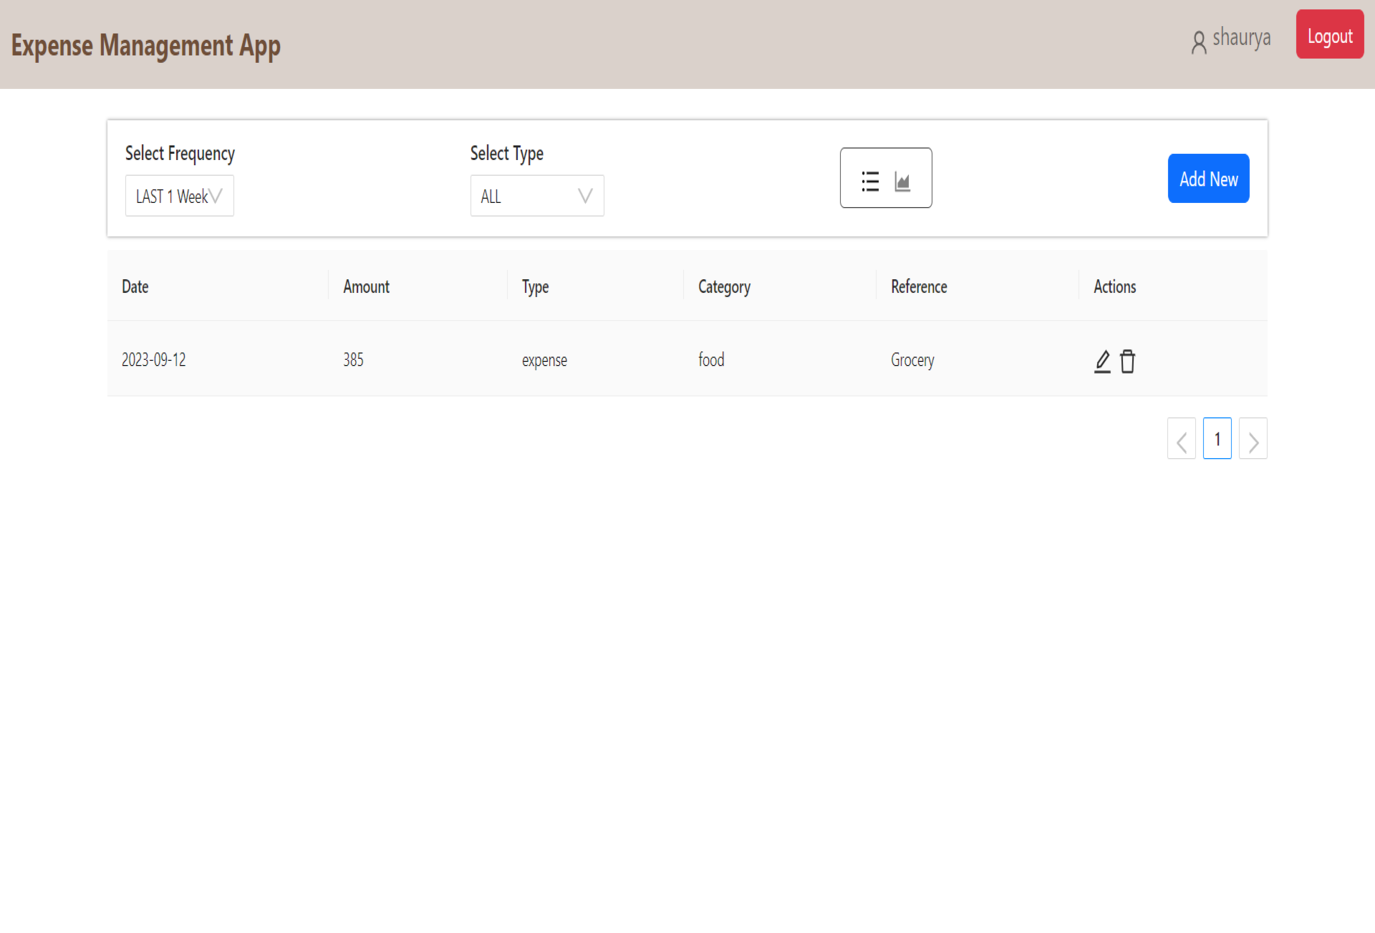 Expense Management App
shaurya
Logout
Select Frequency
Select Type
LAST 1 Week
ALL
Add New
Date Amount Type Category Reference Actions
2023-09-12 385 expense food Grocery
1